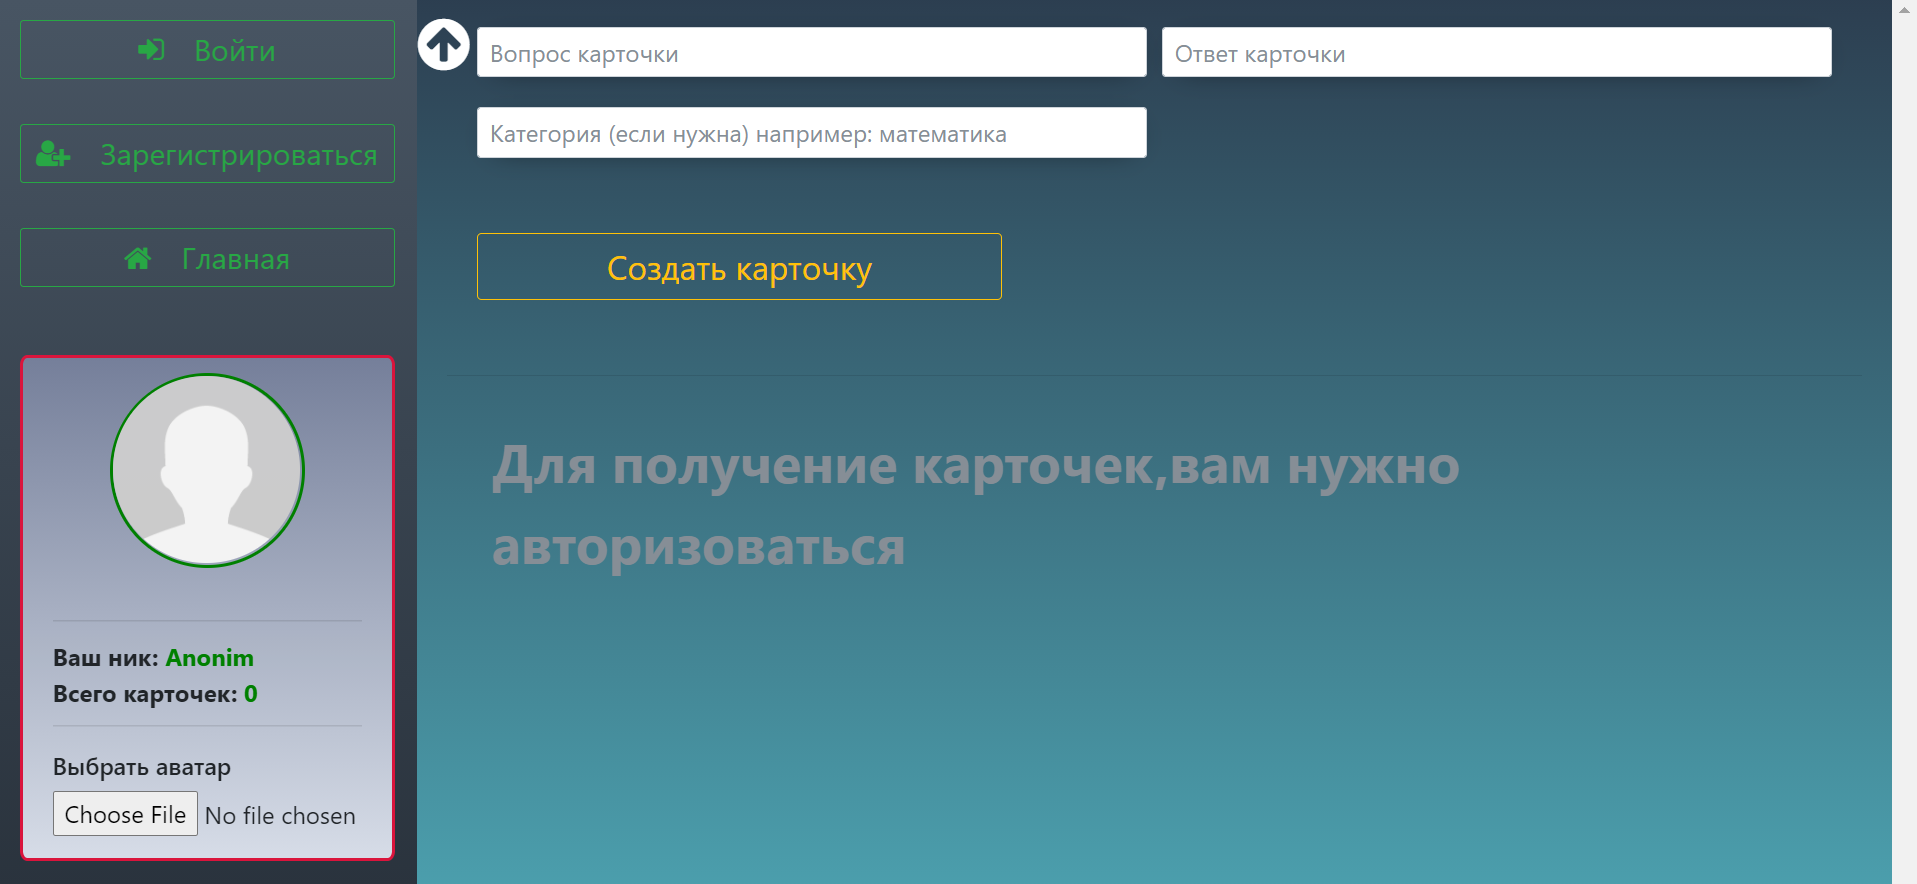 Войти
Зарегистрироваться
Главная
Ваш ник: Anonim
Всего карточек: 0
Выбрать аватар
Choose File No file chosen
Вопрос карточки
Ответ карточки
Категория (если нужна) например: математика
Создать карточку
Для получение карточек,вам нужно
авторизоваться